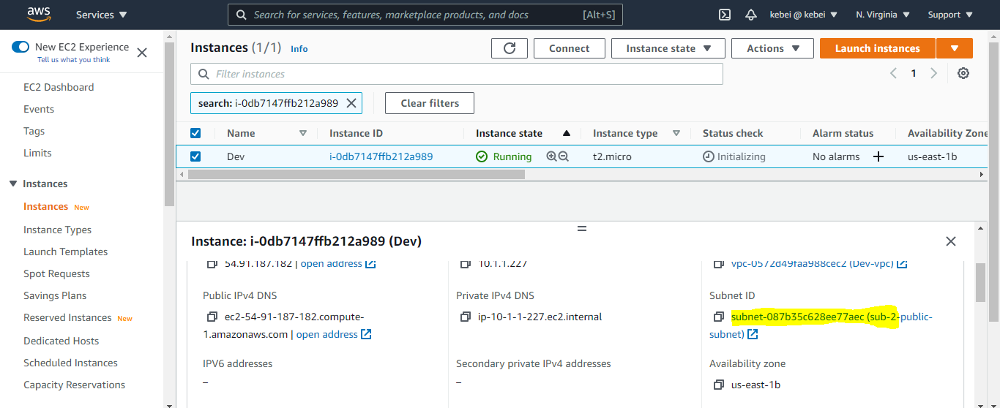 aws Services Search for services, features, marketplace products, and docs [Alt+S] kebei @ kebei N. Virginia Support
New EC2 Experience
Tell us what you think
EC2 Dashboard
Events
Tags
Limits
Instances
Instances New
Instance Types
Launch Templates
Spot Requests
Savings Plans
Reserved Instances New
Dedicated Hosts
Scheduled Instances
Capacity Reservations
Instances (1/1) Info Connect Instance state Actions Launch instances
Filter instances 1
search: i-0db7147ffb212a989 Clear filters
Name Instance ID Instance state Instance type Status check Alarm status Availability Zone
Dev i-0db7147ffb212a989 Running t2.micro Initializing No alarms us-east-1b
Instance: i-0db7147ffb212a989 (Dev)
54.91.187.182 | open address 10.1.1.227 vpc-0572d49faa988cec2 (Dev-vpc)
Public IPv4 DNS Private IPv4 DNS Subnet ID
ec2-54-91-187-182.compute- ip-10-1-1-227.ec2.internal subnet-087b35c628ee77aec (sub-2-public-
1.amazonaws.com | open address subnet)
IPV6 addresses Secondary private IPv4 addresses Availability zone
– – us-east-1b